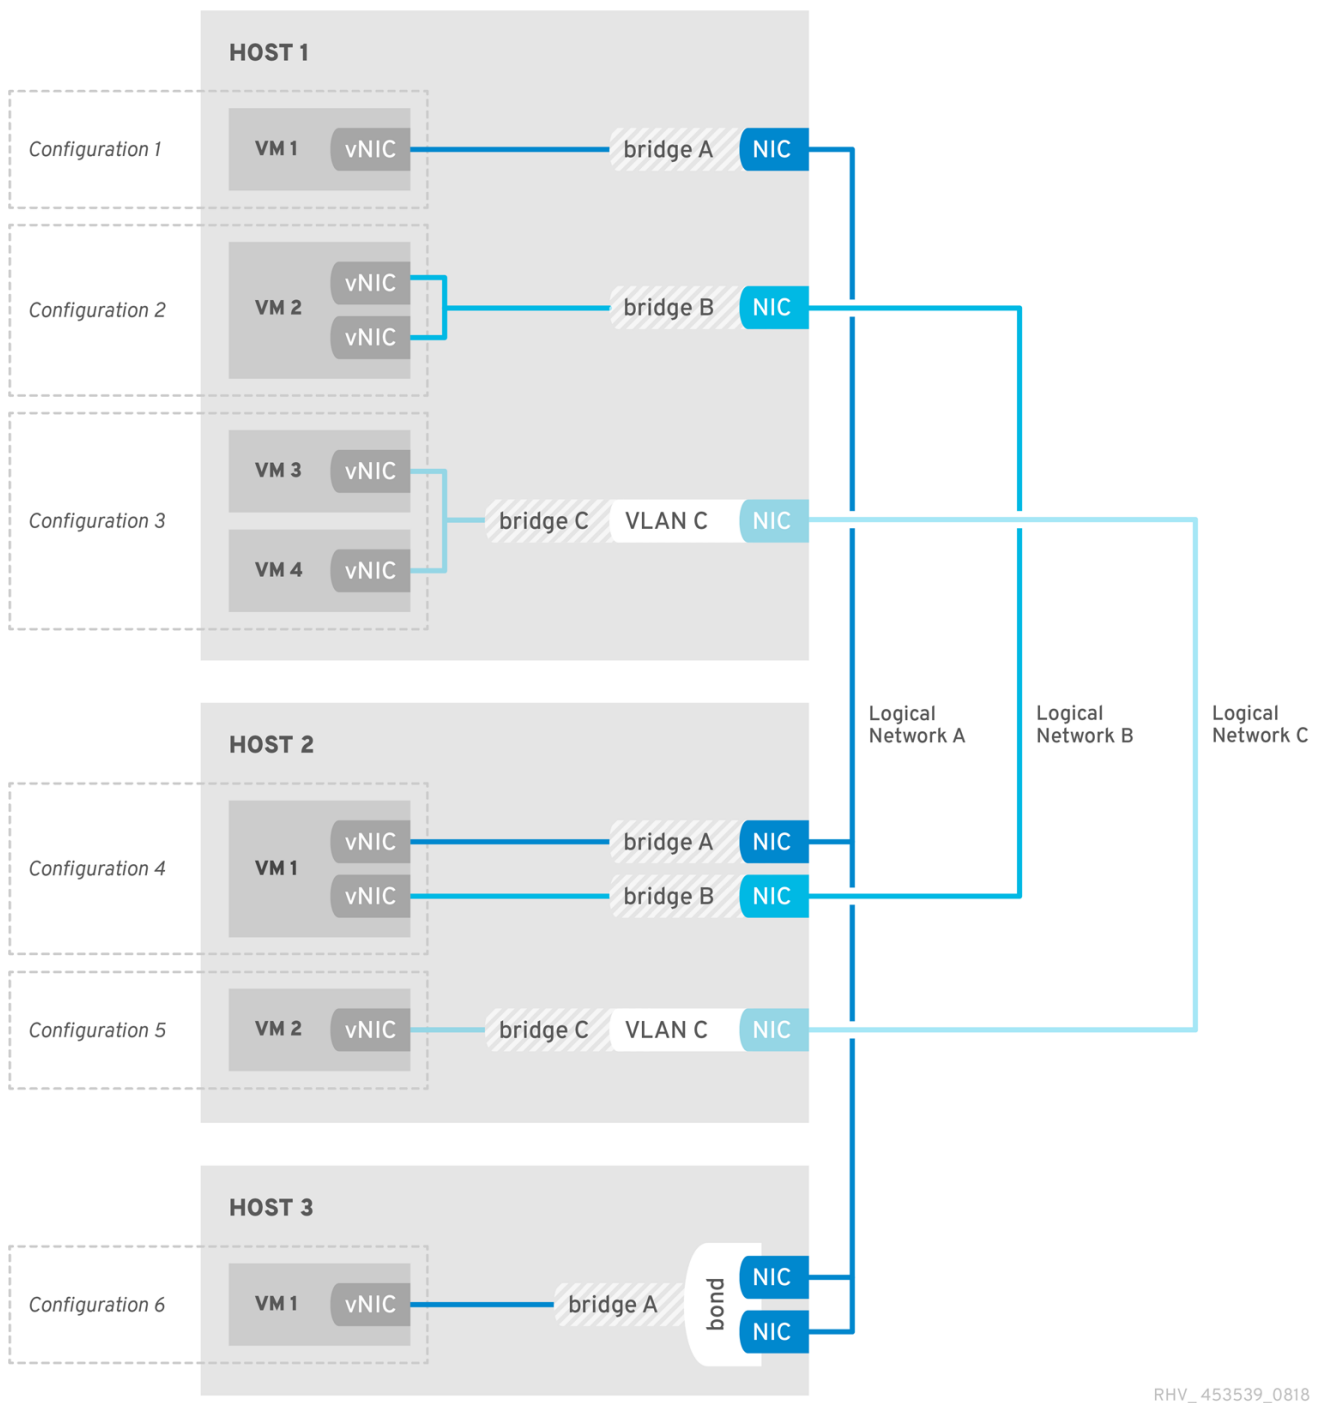 HOST 1
Configuration 1
VM 1
vNIC
bridge A
NIC
Configuration 2
VM 2
vNIC
vNIC
bridge B
NIC
Configuration 3
VM 3
vNIC
VM 4
vNIC
bridge C
VLAN C
NIC
Logical
Network A
Logical
Network B
Logical
Network C
HOST 2
Configuration 4
VM 1
vNIC
bridge A
NIC
vNIC
bridge B
NIC
Configuration 5
VM 2
vNIC
bridge C
VLAN C
NIC
HOST 3
Configuration 6
VM 1
vNIC
bridge A
bond
NIC
NIC
RHV_453539_0818